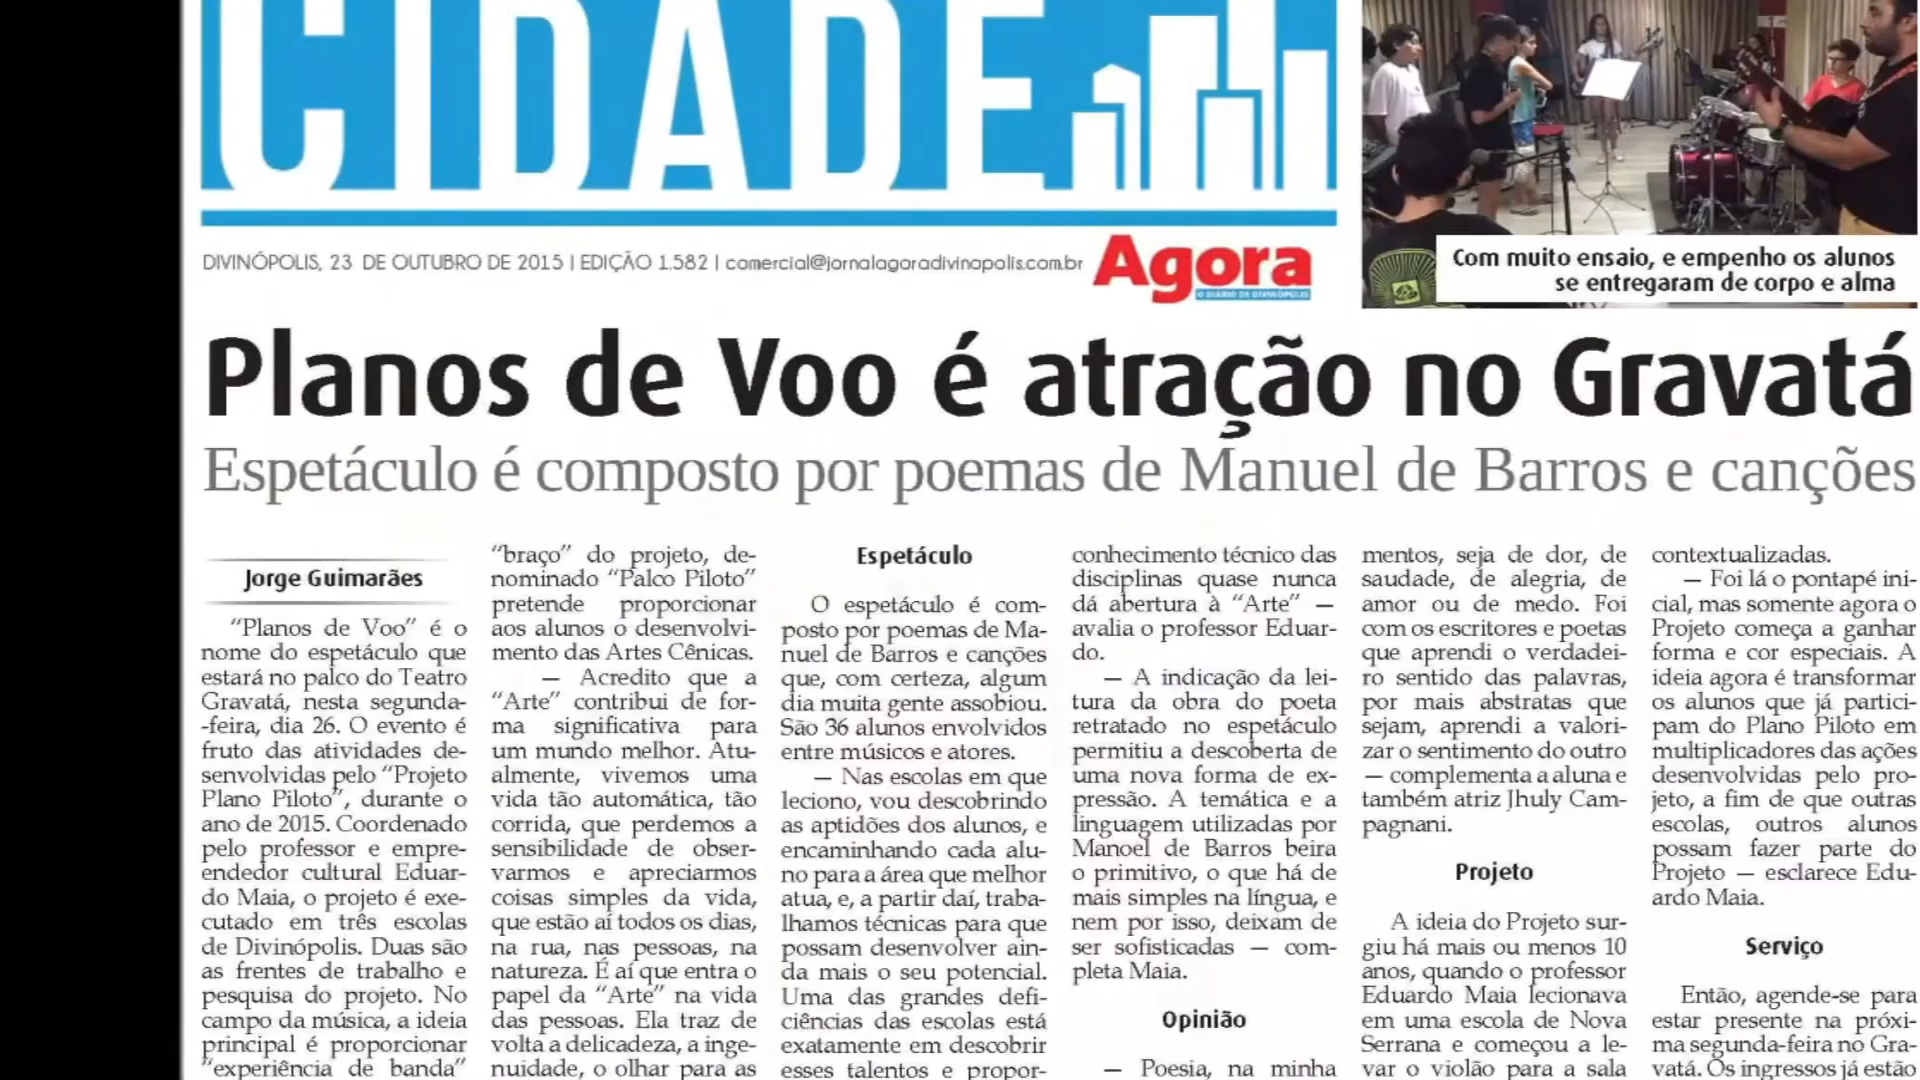 CIDADE
DIVINÓPOLIS, 23 DE OUTUBRO DE 2015 | EDIÇÃO 1.582 | comercial@jornalagoradivinopolis.com.br
Agora
O DIÁRIO DE DIVINÓPOLIS
Com muito ensaio, e empenho os alunos
se entregaram de corpo e alma
Planos de Voo é atração no Gravatá
Espetáculo é composto por poemas de Manuel de Barros e canções
Jorge Guimarães
“Planos de Voo” é o
nome do espetáculo que
estará no palco do Teatro
Gravatá, nesta segunda-
-feira, dia 26. O evento é
fruto das atividades de-
senvolvidas pelo “Projeto
Plano Piloto”, durante o
ano de 2015. Coordenado
pelo professor e empre-
endedor cultural Eduar-
do Maia, o projeto é exe-
cutado em três escolas
de Divinópolis. Duas são
as frentes de trabalho e
pesquisa do projeto. No
campo da música, a ideia
principal é proporcionar
“experiência de banda”
“braço” do projeto, de-
nominado “Palco Piloto”
pretende proporcionar
aos alunos o desenvolvi-
mento das Artes Cênicas.
— Acredito que a
“Arte” contribui de for-
ma significativa para
um mundo melhor. Atu-
almente, vivemos uma
vida tão automática, tão
corrida, que perdemos a
sensibilidade de obser-
varmos e apreciarmos
coisas simples da vida,
que estão aí todos os dias,
na rua, nas pessoas, na
natureza. É aí que entra o
papel da “Arte” na vida
das pessoas. Ela traz de
volta a delicadeza, a inge-
nuidade, o olhar para as
Espetáculo
O espetáculo é com-
posto por poemas de Ma-
nuel de Barros e canções
que, com certeza, algum
dia muita gente assobiou.
São 36 alunos envolvidos
entre músicos e atores.
— Nas escolas em que
leciono, vou descobrindo
as aptidões dos alunos, e
encaminhando cada alu-
no para a área que melhor
atua, e, a partir daí, traba-
lhamos técnicas para que
possam desenvolver ain-
da mais o seu potencial.
Uma das grandes defi-
ciências das escolas está
exatamente em descobrir
esses talentos e propor-
conhecimento técnico das
disciplinas quase nunca
dá abertura à “Arte” —
avalia o professor Eduar-
do.
— A indicação da lei-
tura da obra do poeta
retratado no espetáculo
permitiu a descoberta de
uma nova forma de ex-
pressão. A temática e a
linguagem utilizadas por
Manoel de Barros beira
o primitivo, o que há de
mais simples na língua, e
nem por isso, deixam de
ser sofisticadas — com-
pleta Maia.
Opinião
— Poesia, na minha
mentos, seja de dor, de
saudade, de alegria, de
amor ou de medo. Foi
com os escritores e poetas
que aprendi o verdadei-
ro sentido das palavras,
por mais abstratas que
sejam, aprendi a valori-
zar o sentimento do outro
— complementa a aluna e
também atriz Jhuly Cam-
pagnani.
Projeto
A ideia do Projeto sur-
giu há mais ou menos 10
anos, quando o professor
Eduardo Maia lecionava
em uma escola de Nova
Serrana e começou a le-
var o violão para a sala
contextualizadas.
— Foi lá o pontapé ini-
cial, mas somente agora o
Projeto começa a ganhar
forma e cor especiais. A
ideia agora é transformar
os alunos que já partici-
pam do Plano Piloto em
multiplicadores das ações
desenvolvidas pelo pro-
jeto, a fim de que outras
escolas, outros alunos
possam fazer parte do
Projeto — esclarece Edu-
ardo Maia.
Serviço
Então, agende-se para
estar presente na próxi-
ma segunda-feira no Gra-
vatá. Os ingressos já estão